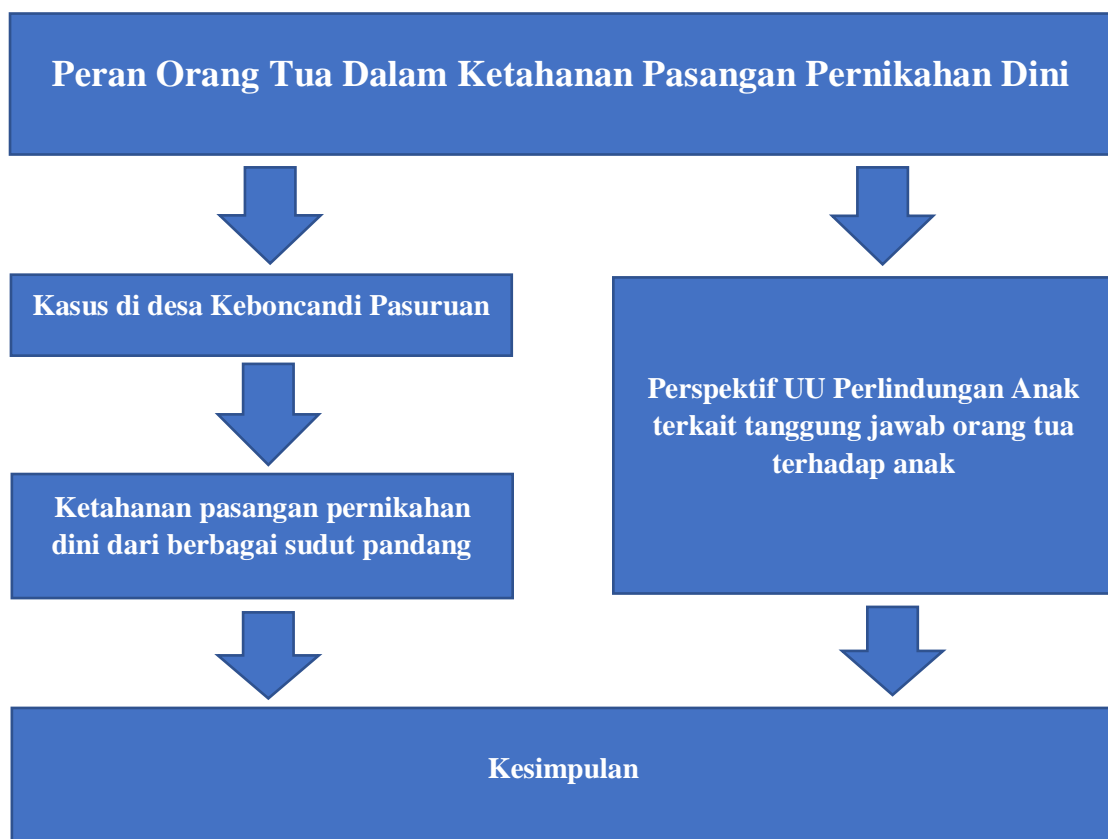 Peran Orang Tua Dalam Ketahanan Pasangan Pernikahan Dini
Kasus di desa Keboncandi Pasuruan
Ketahanan pasangan pernikahan
dini dari berbagai sudut pandang
Perspektif UU Perlindungan Anak
terkait tanggung jawab orang tua
terhadap anak
Kesimpulan